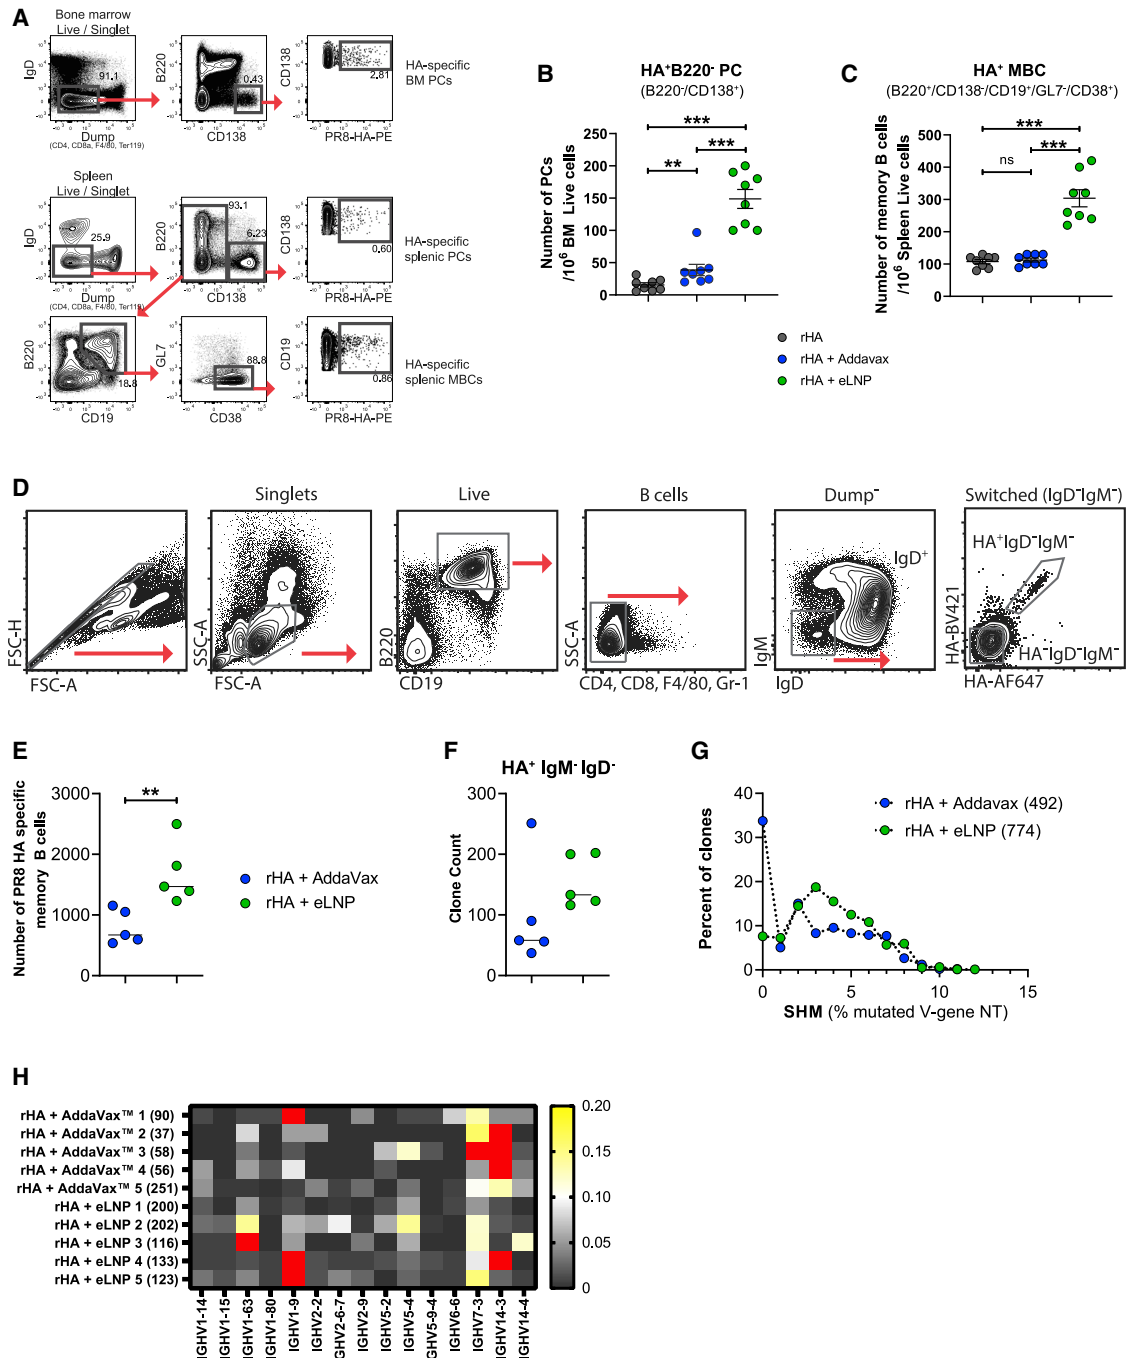 A
Bone marrow
Live / Singlet
IgD
91.1
Dump
(CD4, CD8a, F4/80, Ter119)
B220
0.43
CD138
CD138
2.81
PR8-HA-PE
HA-specific
BM PCs
Spleen
Live / Singlet
IgD
25.9
Dump
(CD4, CD8a, F4/80, Ter119)
B220
93.1
6.23
CD138
CD138
0.60
PR8-HA-PE
HA-specific
splenic PCs
B220
18.8
CD19
GL7
88.8
CD38
CD19
0.86
PR8-HA-PE
HA-specific
splenic MBCs
B
HA⁺B220⁻ PC
(B220⁻/CD138⁺)
Number of PCs
/10⁶ BM Live cells
250
200
150
100
50
0
***
**
***
C
HA⁺ MBC
(B220⁺/CD138⁻/CD19⁺/GL7⁻/CD38⁺)
Number of memory B cells
/10⁶ Spleen Live cells
500
400
300
200
100
0
***
ns
***
rHA
rHA + Addavax
rHA + eLNP
D
FSC-H
FSC-A
Singlets
SSC-A
FSC-A
Live
B220
CD19
B cells
SSC-A
CD4, CD8, F4/80, Gr-1
Dump⁻
IgD⁺
IgM
IgD
Switched (IgD⁻IgM⁻)
HA⁺IgD⁻IgM⁻
HA⁻IgD⁻IgM⁻
HA-BV421
HA-AF647
E
Number of PR8 HA specific
memory B cells
3000
2000
1000
0
**
rHA + AddaVax
rHA + eLNP
F
HA⁺ IgM⁻ IgD⁻
Clone Count
300
200
100
0
G
Percent of clones
40
30
20
10
0
0 5 10 15
SHM (% mutated V-gene NT)
rHA + Addavax (492)
rHA + eLNP (774)
H
rHA + AddaVax™ 1 (90)
rHA + AddaVax™ 2 (37)
rHA + AddaVax™ 3 (58)
rHA + AddaVax™ 4 (56)
rHA + AddaVax™ 5 (251)
rHA + eLNP 1 (200)
rHA + eLNP 2 (202)
rHA + eLNP 3 (116)
rHA + eLNP 4 (133)
rHA + eLNP 5 (123)
0.20
0.15
0.10
0.05
0
IGHV1-14
IGHV1-15
IGHV1-63
IGHV1-80
IGHV1-9
IGHV2-2
GHV2-6-7
IGHV2-9
IGHV5-2
IGHV5-4
GHV5-9-4
IGHV6-6
IGHV7-3
IGHV14-3
IGHV14-4